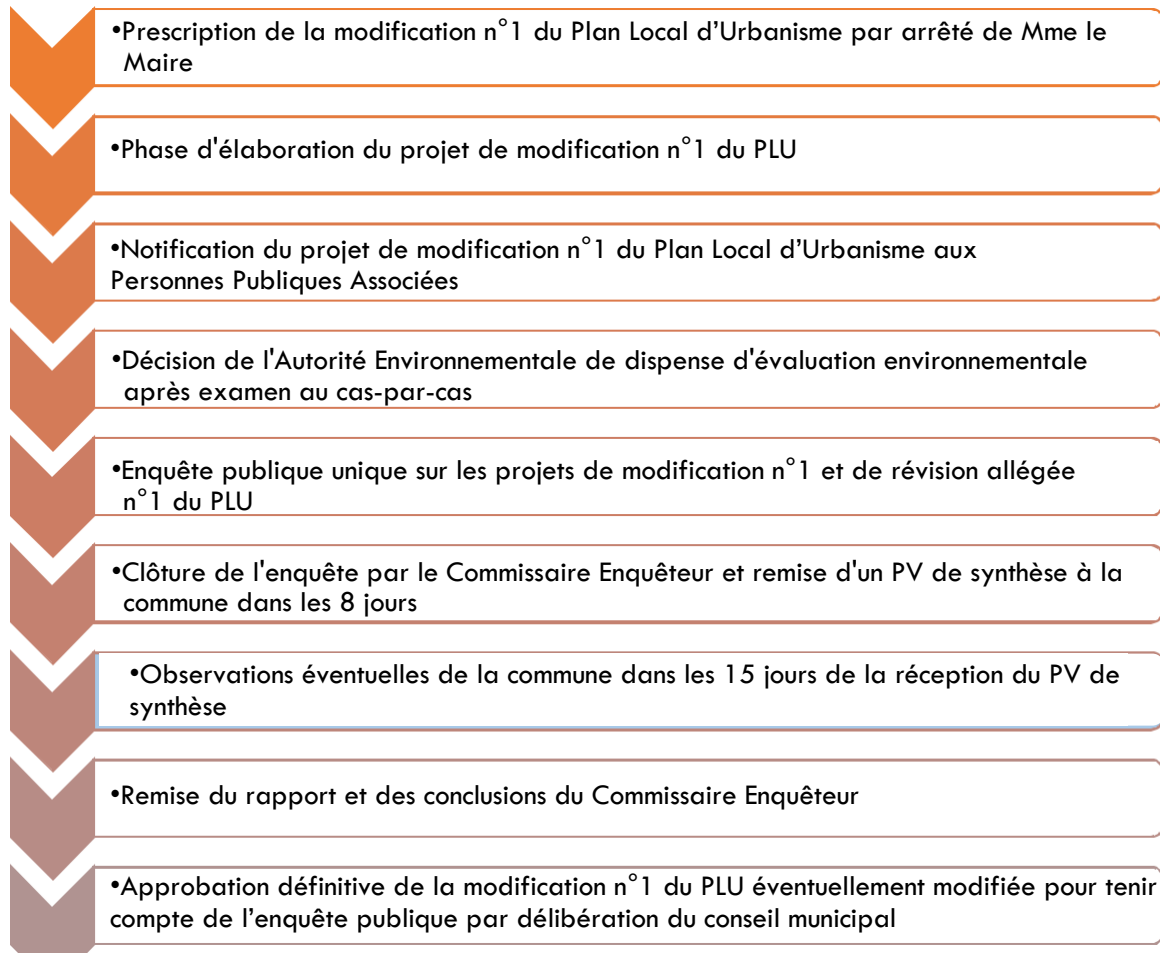 •Prescription de la modification n°1 du Plan Local d’Urbanisme par arrêté de Mme le
Maire
•Phase d'élaboration du projet de modification n°1 du PLU
•Notification du projet de modification n°1 du Plan Local d’Urbanisme aux
Personnes Publiques Associées
•Décision de l'Autorité Environnementale de dispense d'évaluation environnementale
après examen au cas-par-cas
•Enquête publique unique sur les projets de modification n°1 et de révision allégée
n°1 du PLU
•Clôture de l'enquête par le Commissaire Enquêteur et remise d'un PV de synthèse à la
commune dans les 8 jours
•Observations éventuelles de la commune dans les 15 jours de la réception du PV de
synthèse
•Remise du rapport et des conclusions du Commissaire Enquêteur
•Approbation définitive de la modification n°1 du PLU éventuellement modifiée pour tenir
compte de l’enquête publique par délibération du conseil municipal